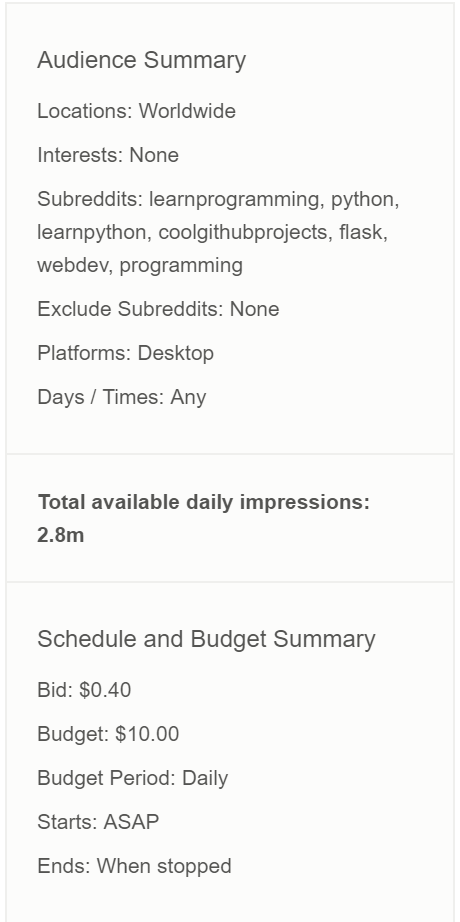 Audience Summary
Locations: Worldwide
Interests: None
Subreddits: learnprogramming, python,
learnpython, coolgithubprojects, flask,
webdev, programming
Exclude Subreddits: None
Platforms: Desktop
Days / Times: Any
Total available daily impressions:
2.8m
Schedule and Budget Summary
Bid: $0.40
Budget: $10.00
Budget Period: Daily
Starts: ASAP
Ends: When stopped